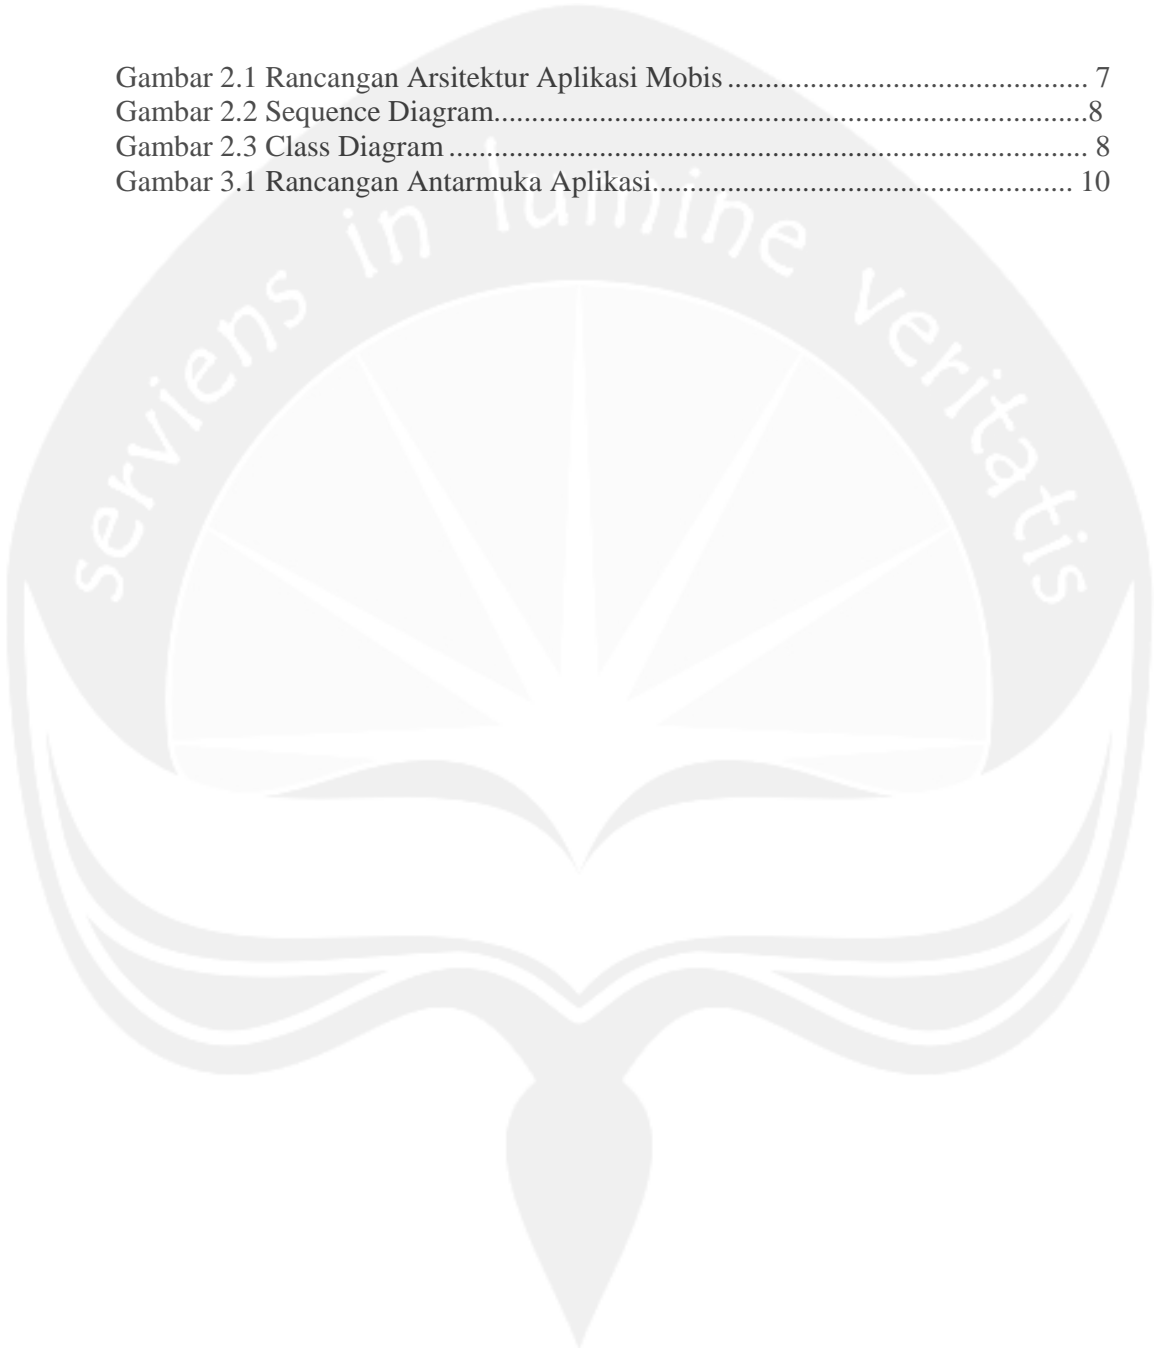 Gambar 2.1 Rancangan Arsitektur Aplikasi Mobis ................................................ 7
Gambar 2.2 Sequence Diagram................................................................................8
Gambar 2.3 Class Diagram ...................................................................................... 8
Gambar 3.1 Rancangan Antarmuka Aplikasi......................................................... 10
serviens in lumine veritatis